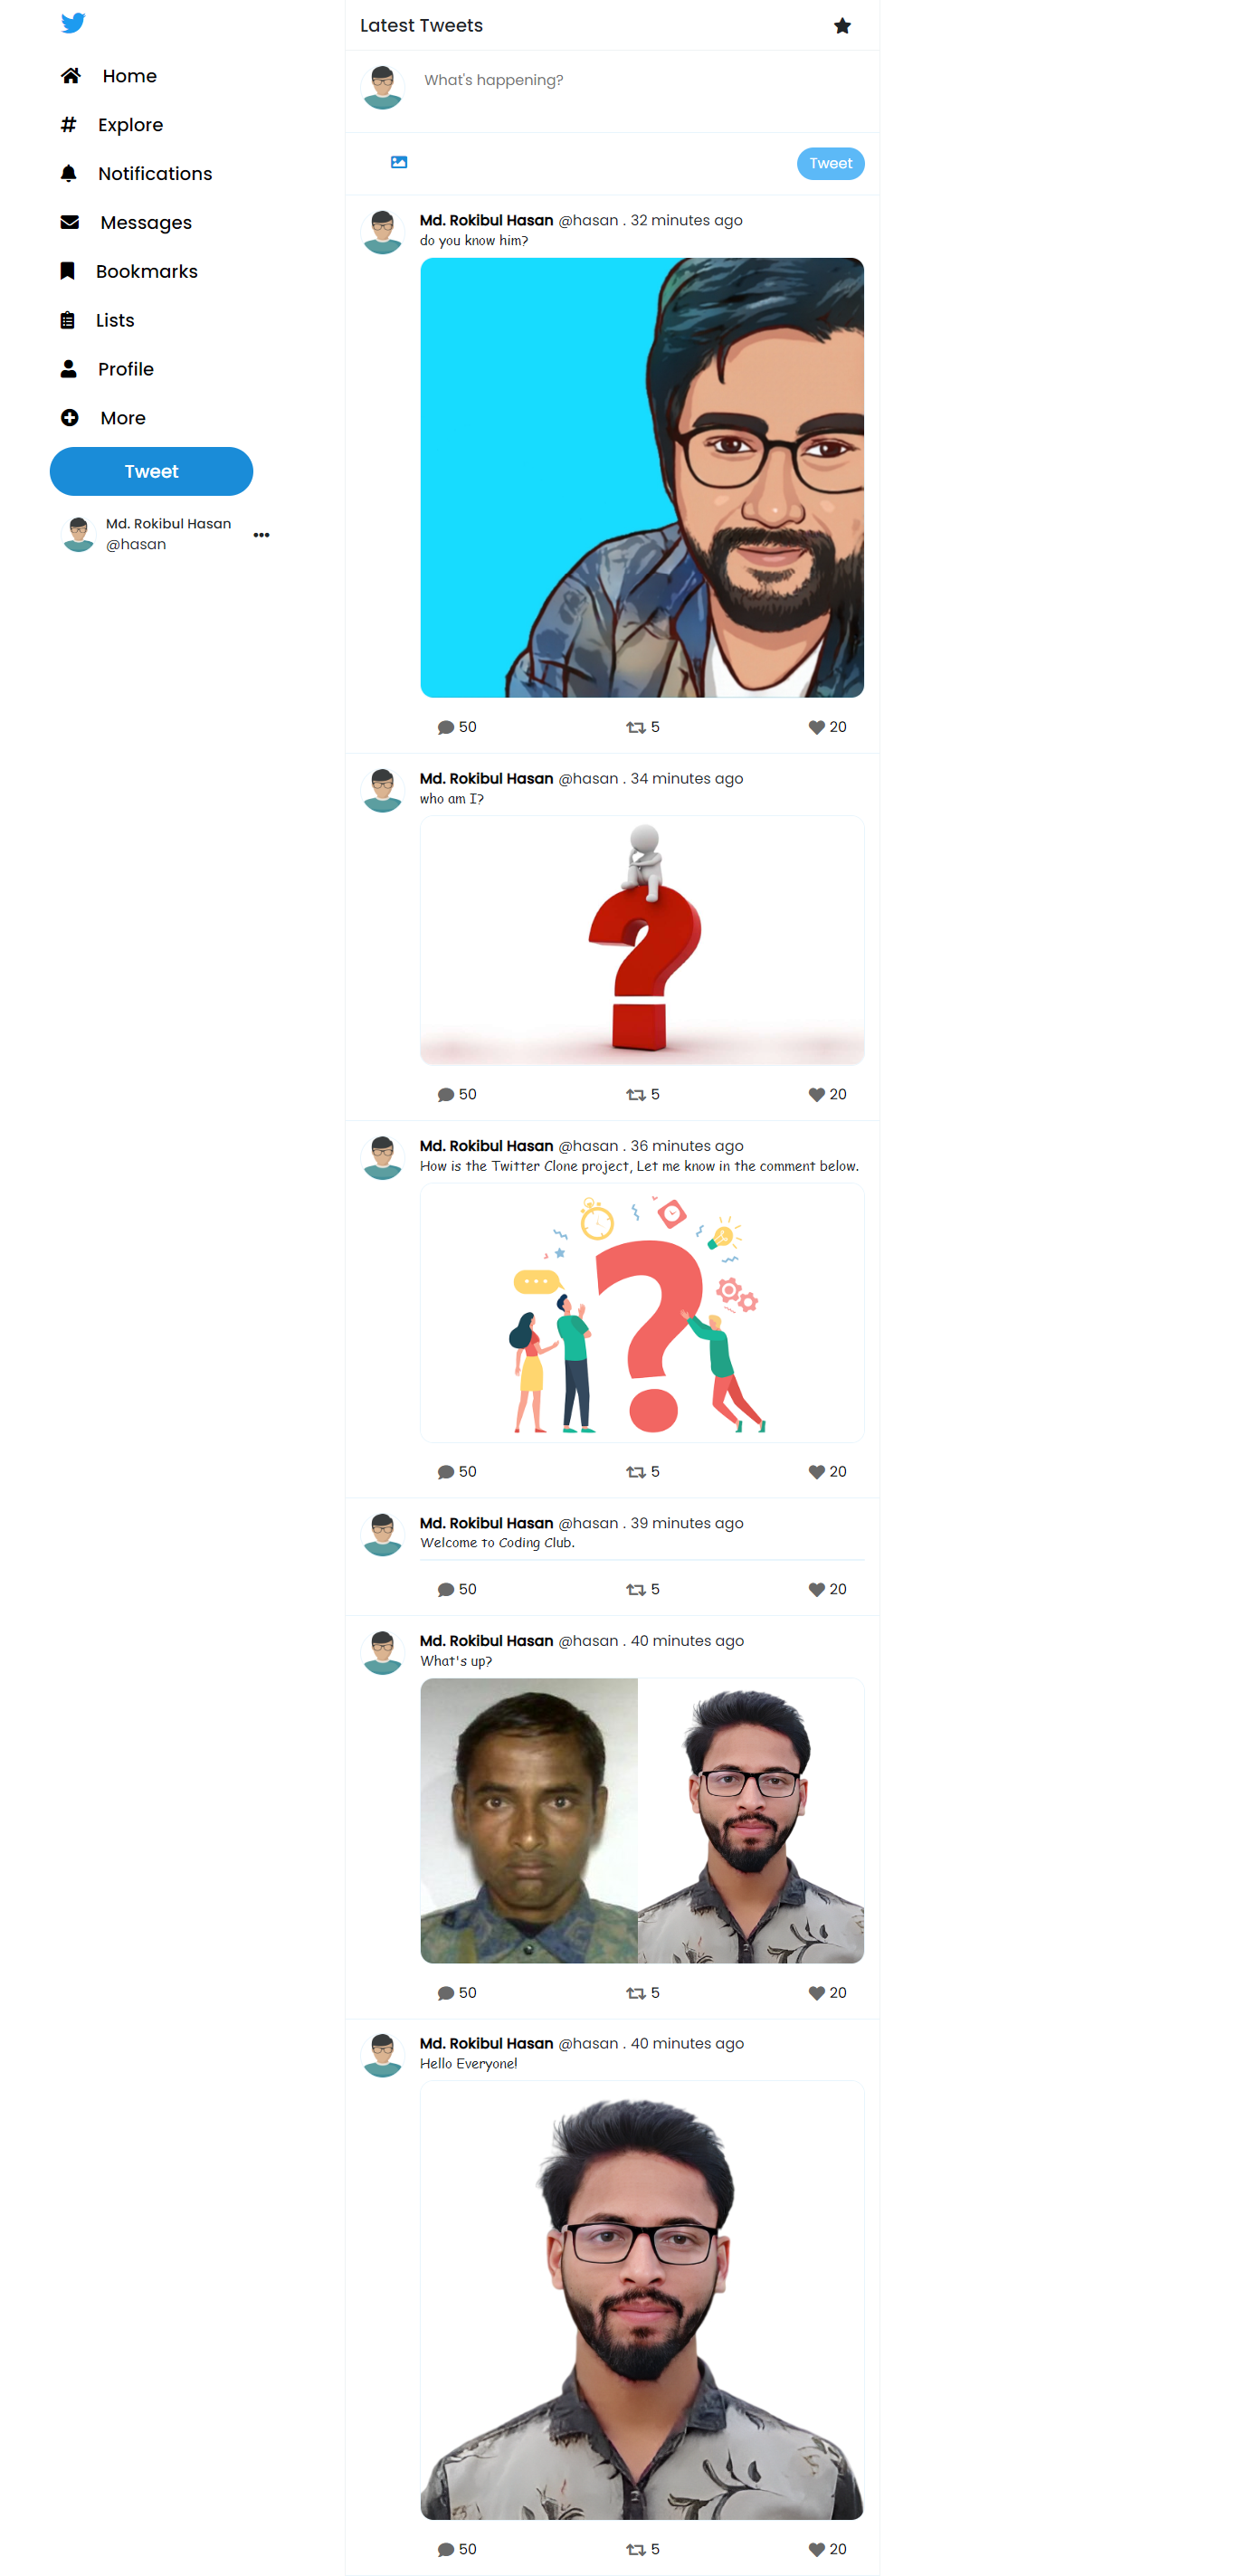 Home
Explore
Notifications
Messages
Bookmarks
Lists
Profile
More
Tweet
Md. Rokibul Hasan
@hasan
Latest Tweets
What's happening?
Tweet
Md. Rokibul Hasan @hasan . 32 minutes ago
do you know him?
50 5 20
Md. Rokibul Hasan @hasan . 34 minutes ago
who am I?
?
50 5 20
Md. Rokibul Hasan @hasan . 36 minutes ago
How is the Twitter Clone project, Let me know in the comment below.
?
50 5 20
Md. Rokibul Hasan @hasan . 39 minutes ago
Welcome to Coding Club.
50 5 20
Md. Rokibul Hasan @hasan . 40 minutes ago
What's up?
50 5 20
Md. Rokibul Hasan @hasan . 40 minutes ago
Hello Everyone!
50 5 20